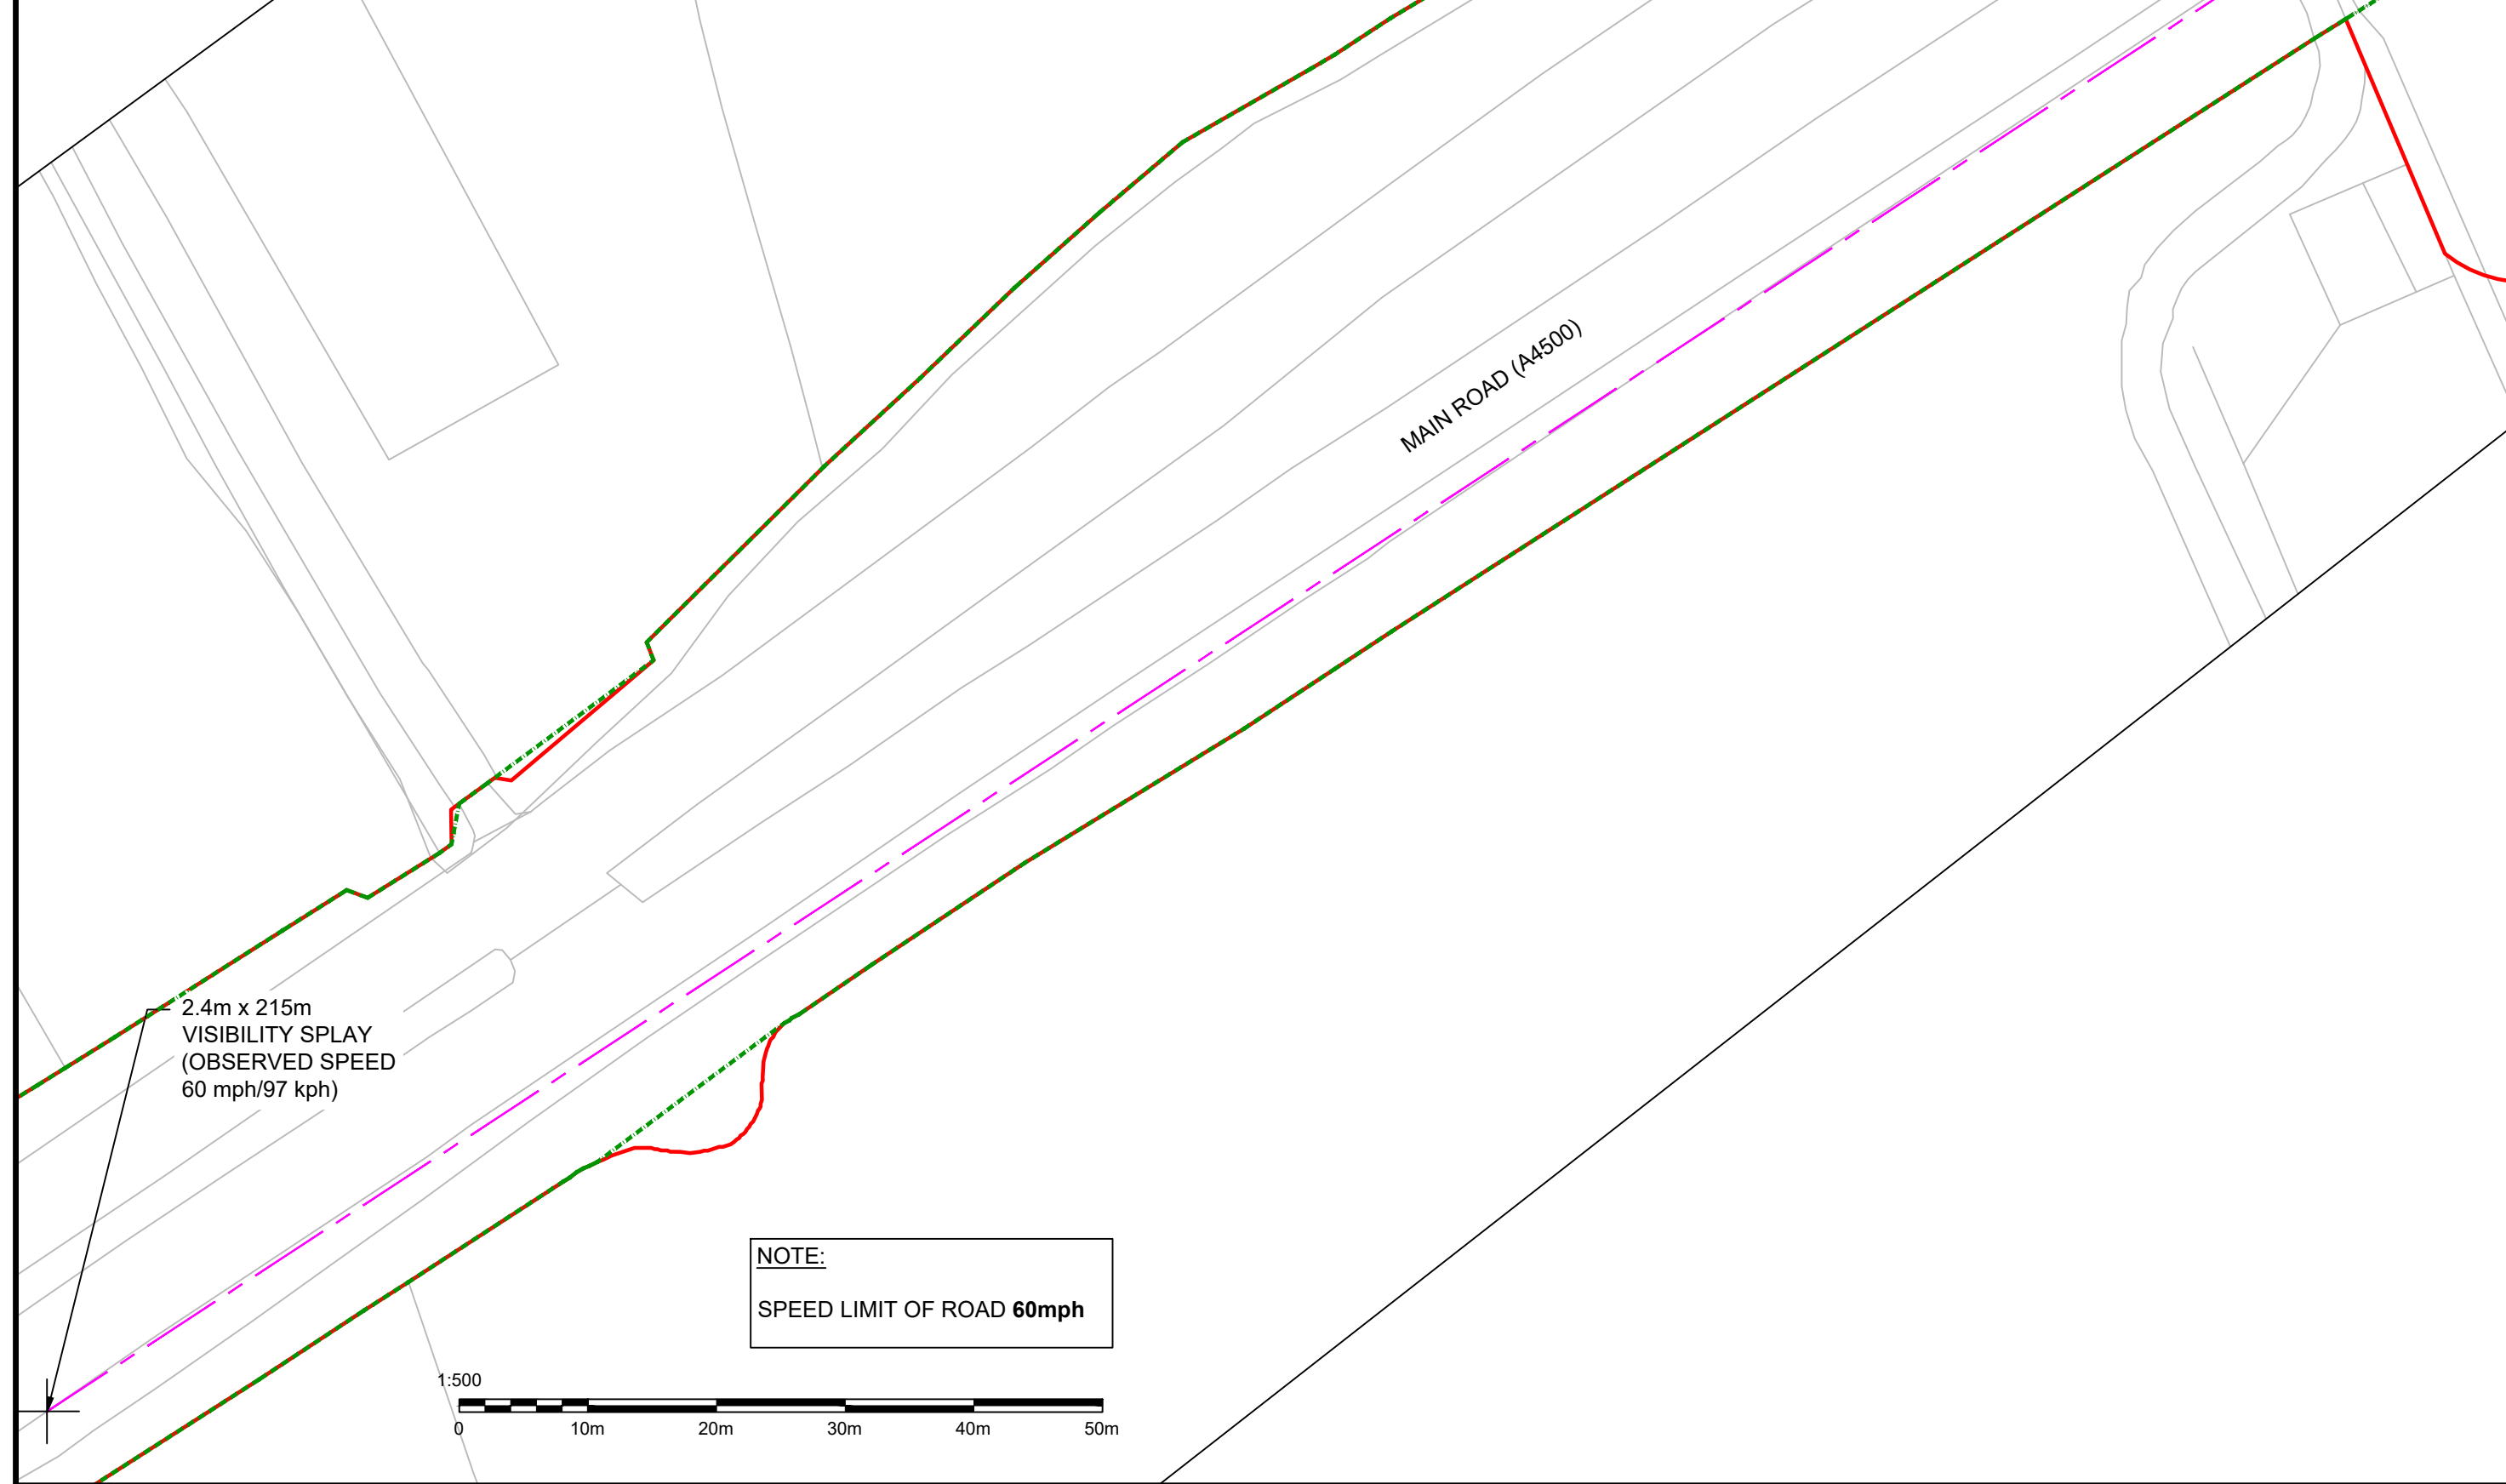 MAIN ROAD (A4500)
2.4m x 215m
VISIBILITY SPLAY
(OBSERVED SPEED
60 mph/97 kph)
NOTE:
SPEED LIMIT OF ROAD 60mph
1:500
0 10m 20m 30m 40m 50m